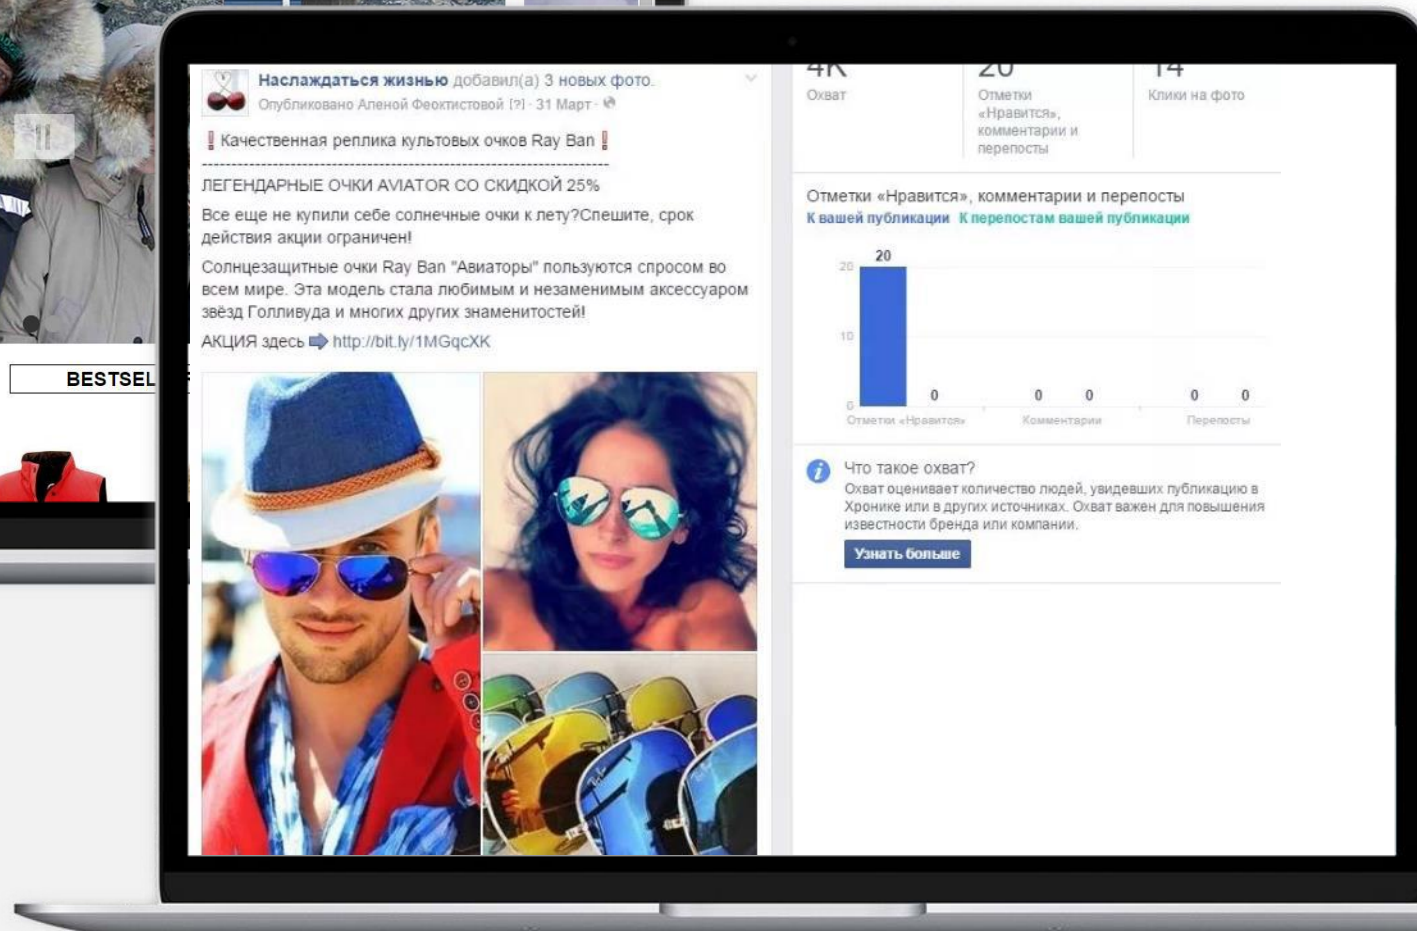 Наслаждаться жизнью добавил(а) 3 новых фото.
Опубликовано Аленой Феоктистовой [?] · 31 Март ·
❗Качественная реплика культовых очков Ray Ban❗
----------------------------------------------------------------------
ЛЕГЕНДАРНЫЕ ОЧКИ AVIATOR СО СКИДКОЙ 25%
Все еще не купили себе солнечные очки к лету?Спешите, срок
действия акции ограничен!
Солнцезащитные очки Ray Ban "Авиаторы" пользуются спросом во
всем мире. Эта модель стала любимым и незаменимым аксессуаром
звёзд Голливуда и многих других знаменитостей!
АКЦИЯ здесь ➡ http://bit.ly/1MGqcXK
Ray-Ban
4K
Охват
20
Отметки
«Нравится»,
комментарии и
перепосты
14
Клики на фото
Отметки «Нравится», комментарии и перепосты
К вашей публикации К перепостам вашей публикации
20
20
10
0
0
0
0
0
0
Отметки «Нравится»
Комментарии
Перепосты
Что такое охват?
Охват оценивает количество людей, увидевших публикацию в
Хронике или в других источниках. Охват важен для повышения
известности бренда или компании.
Узнать больше